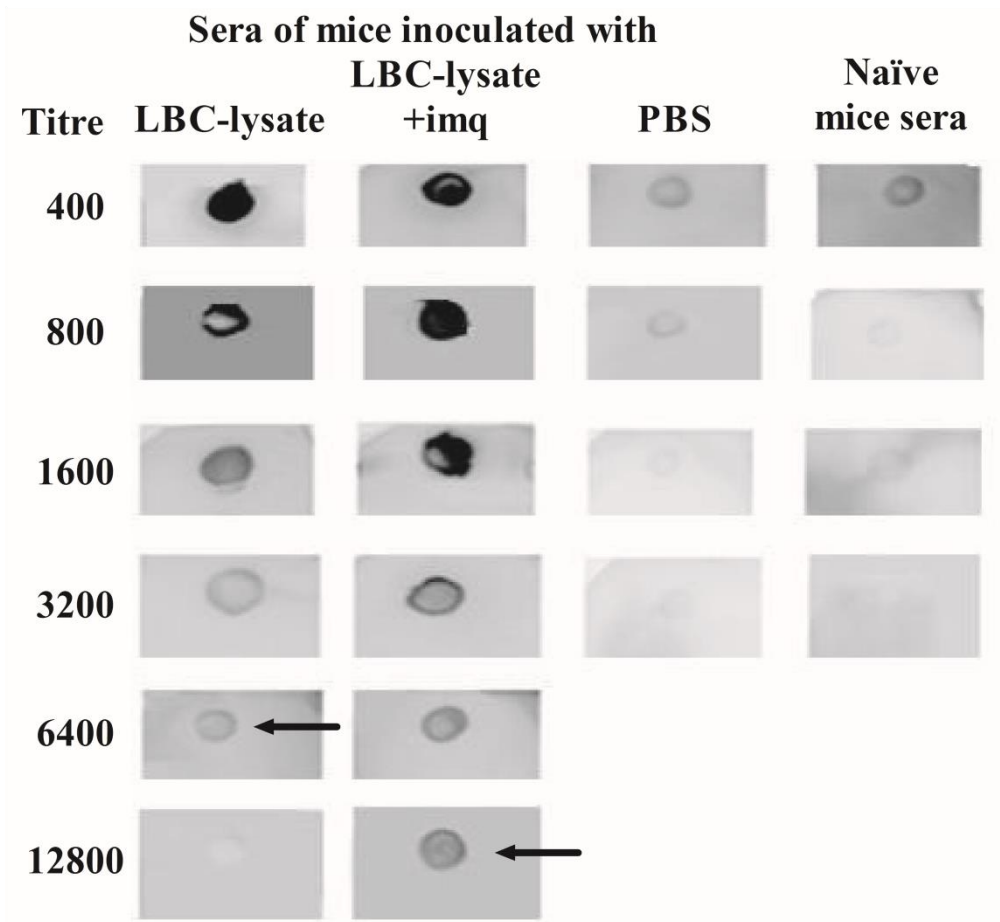 Sera of mice inoculated with
LBC-lysate
Naïve
Titre LBC-lysate +imq PBS mice sera
400
800
1600
3200
6400
12800